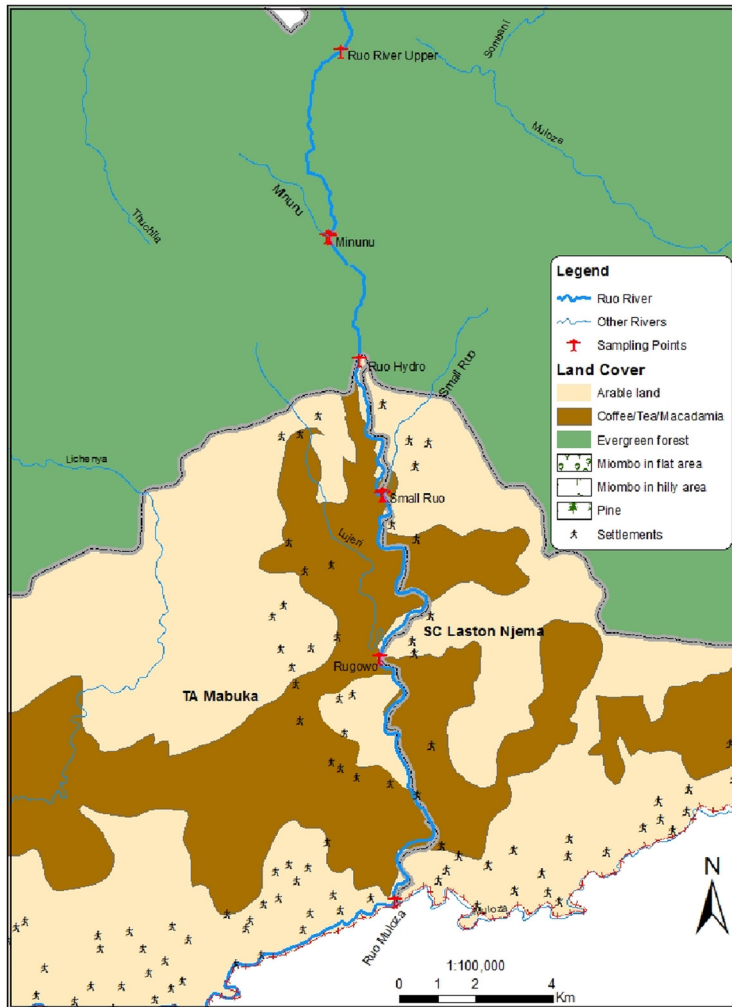 Ruo River Upper
Sombani
Muloza
Thuchila
Minunu
Minunu
Legend
Ruo River
Other Rivers
Sampling Points
Land Cover
Arable land
Coffee/Tea/Macadamia
Evergreen forest
Miombo in flat area
Miombo in hilly area
Pine
Settlements
Ruo Hydro
Small Ruo
Lichenya
Small Ruo
Lujeri
SC Laston Njema
Rugowo
TA Mabuka
Muloza
Ruo Muloza
N
1:100,000
0 1 2 4
Km